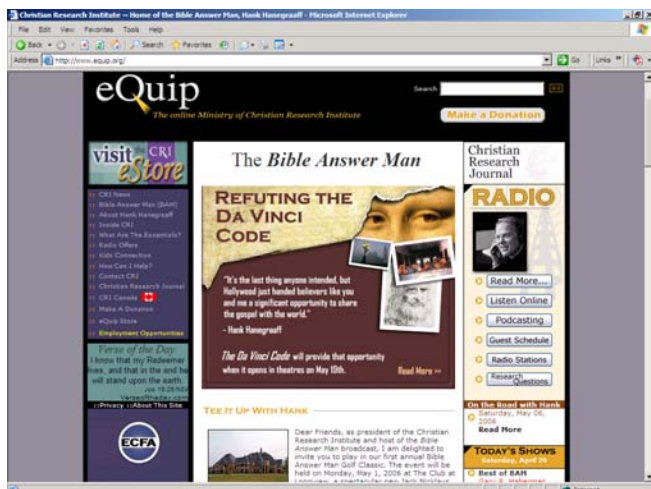 Christian Research Institute -- Home of the Bible Answer Man, Hank Hanegraaff - Microsoft Internet Explorer
File Edit View Favorites Tools Help
Back Search Favorites
Address http://www.equip.org/ Go Links
eQuip
The online Ministry of Christian Research Institute
Search
Make a Donation
visit the CRI
eStore
CRI News
Bible Answer Man (BAM)
About Hank Hanegraaff
Inside CRI
What Are The Essentials?
Radio Offers
Kids Connection
How Can I Help?
Contact CRI
Christian Research Journal
CRI Canada
Make A Donation
eQuip Store
Employment Opportunities
Verse of the Day
I know that my Redeemer
lives, and that in the end he
will stand upon the earth.
Verseoftheday.com
::Privacy ::About This Site
ECFA
The Bible Answer Man
REFUTING THE
DA VINCI
CODE
"It's the last thing anyone intended, but
Hollywood just handed believers like you
and me a significant opportunity to share
the gospel with the world."
- Hank Hanegraaff
The Da Vinci Code will provide that opportunity
when it opens in theatres on May 19th.
Read More >>
TEE IT UP WITH HANK
Dear Friends, as president of the Christian
Research Institute and host of the Bible
Answer Man broadcast, I am delighted to
invite you to play in our first annual Bible
Answer Man Golf Classic. The event will be
held on Monday, May 1, 2006 at The Club at
Longview, a spectacular new Jack Nicklaus
Christian
Research
Journal
RADIO
Read More...
Listen Online
Podcasting
Guest Schedule
Radio Stations
Research
Questions
On the Road with Hank
Saturday, May 06,
2006
Read More
TODAY'S SHOWS
Saturday, April 29
Best of BAM